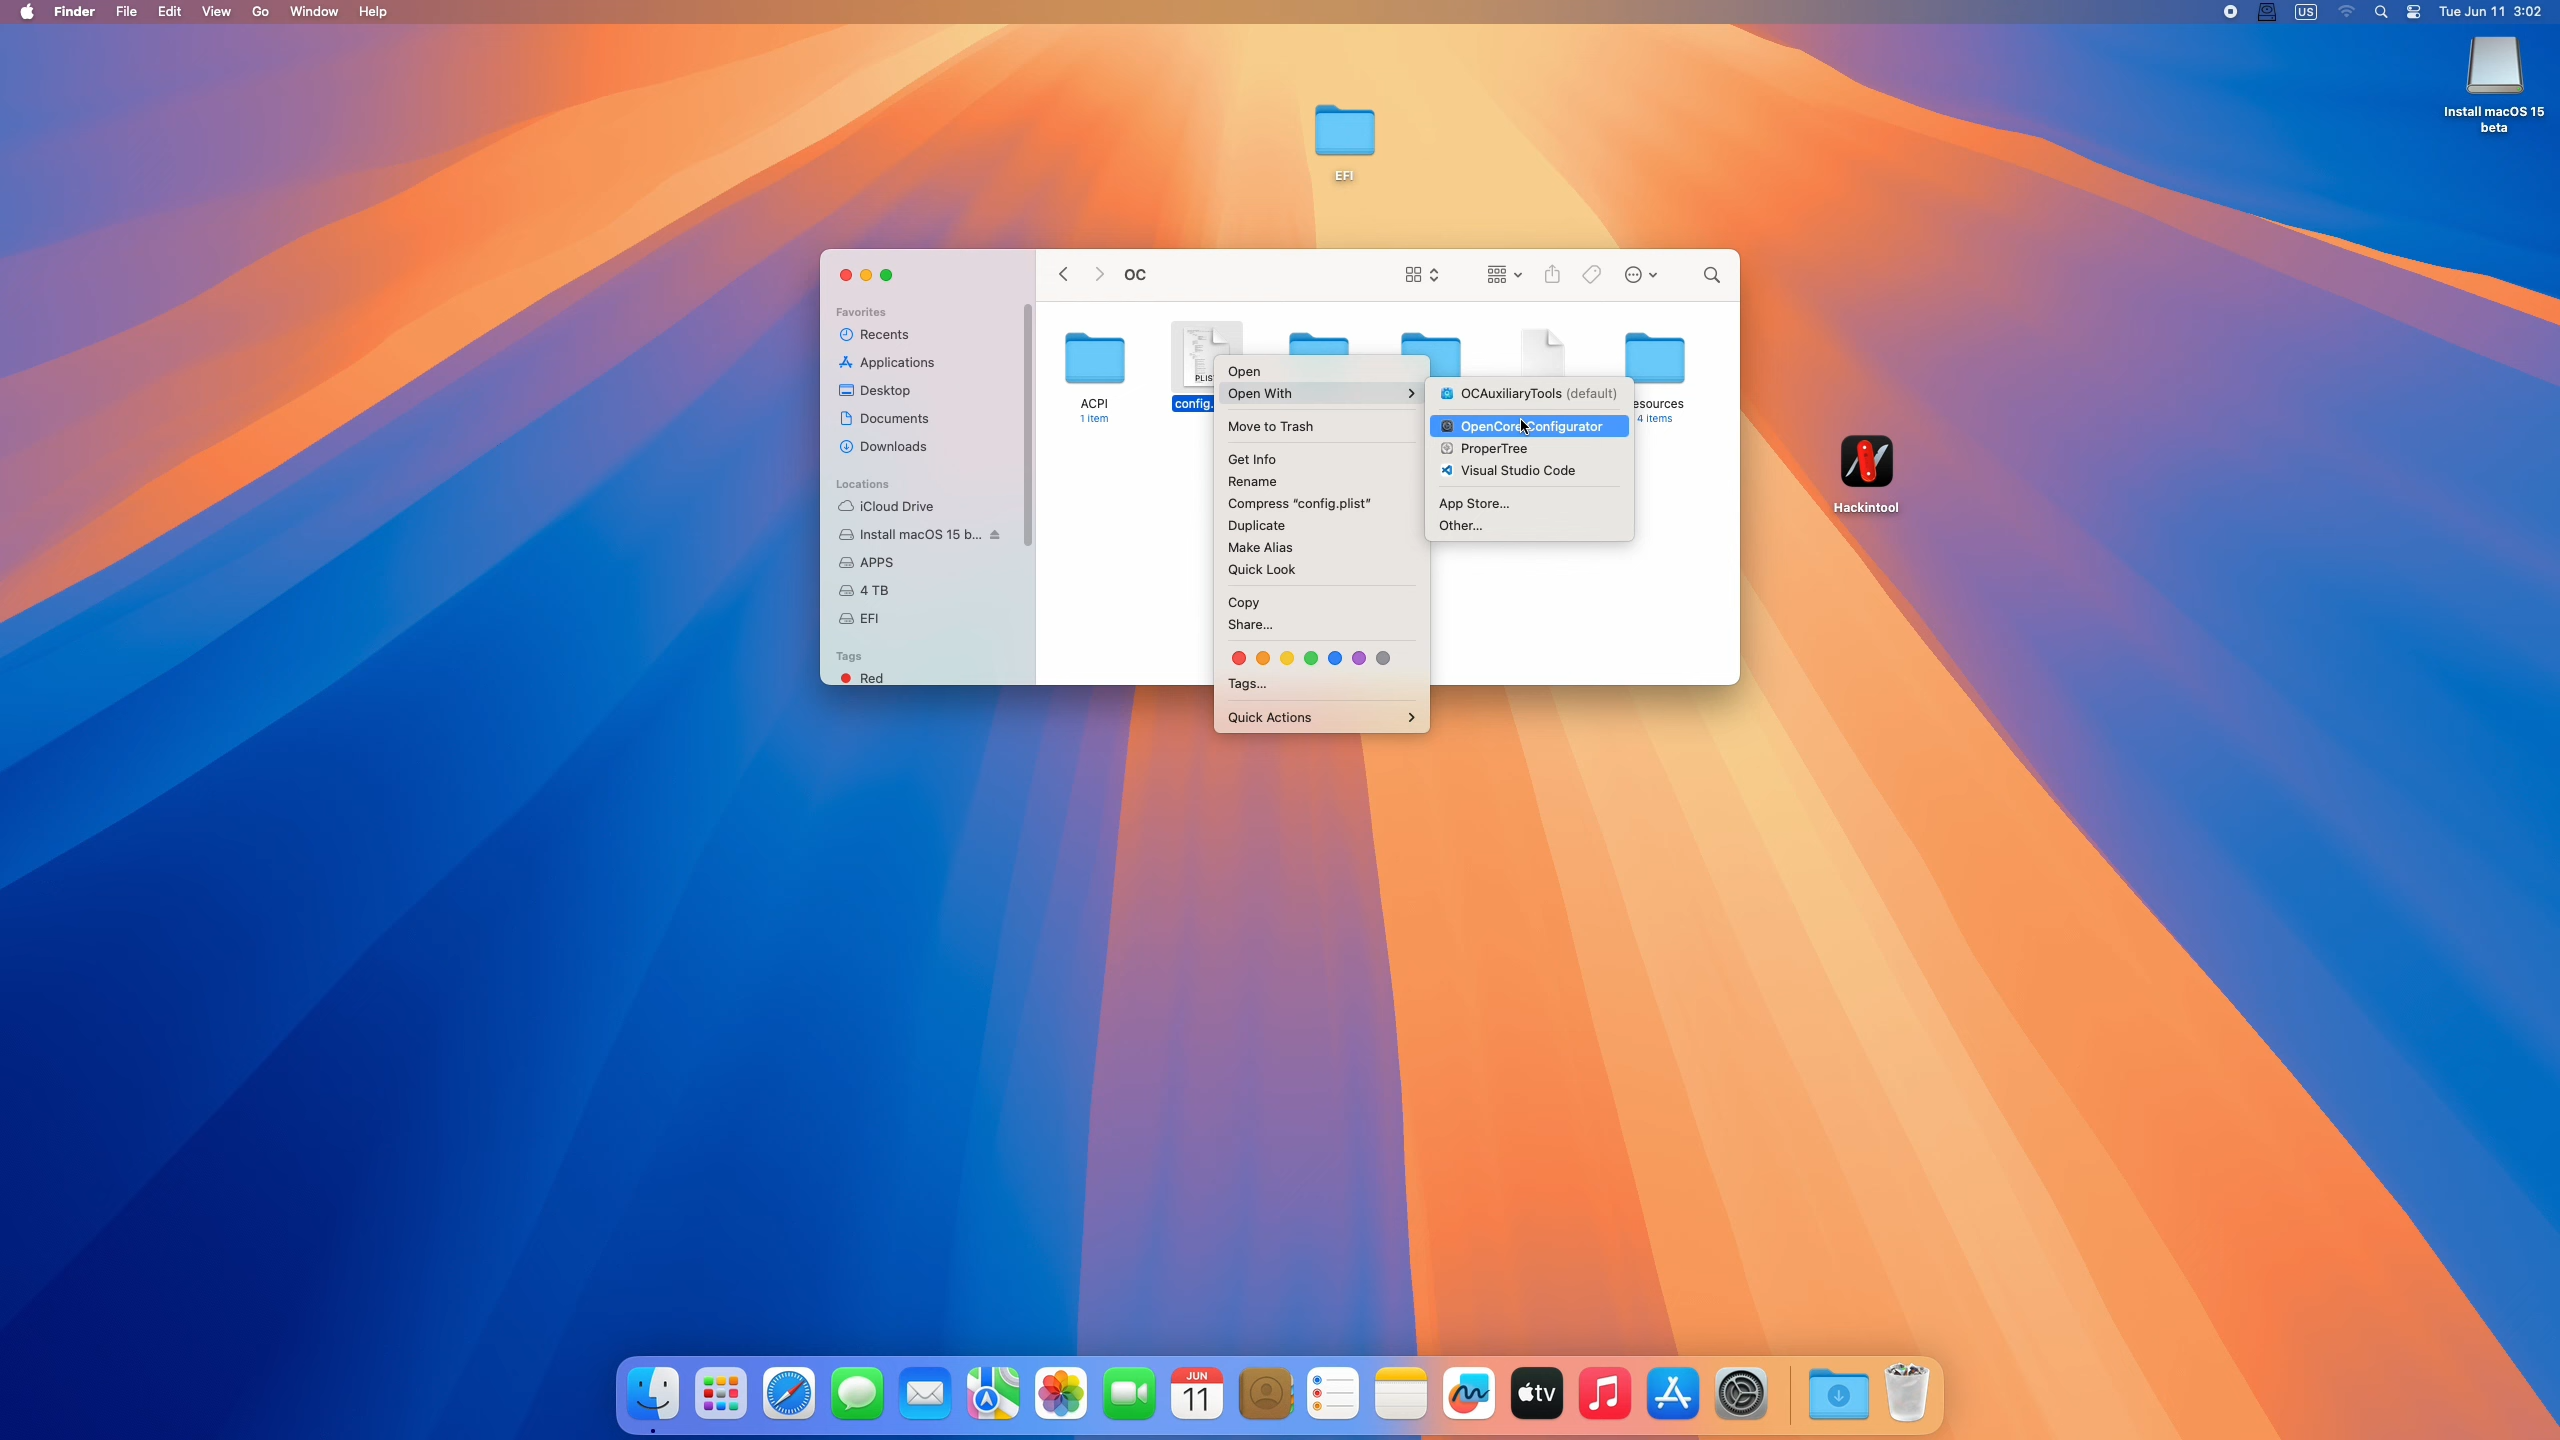 Finder File Edit View Go Window Help
US Tue Jun 11 3:02
Install macOS 15
beta
EFI
OC
Favorites
Recents
Applications
Desktop
Documents
Downloads
Locations
iCloud Drive
Install macOS 15 b...
APPS
4 TB
EFI
Tags
Red
ACPI
1 item
PLIS
config.
esources
4 items
Open
Open With
Move to Trash
Get Info
Rename
Compress “config.plist”
Duplicate
Make Alias
Quick Look
Copy
Share...
Tags...
Quick Actions
OCAuxiliaryTools (default)
OpenCore Configurator
ProperTree
Visual Studio Code
App Store...
Other...
Hackintool
JUN
11
tv